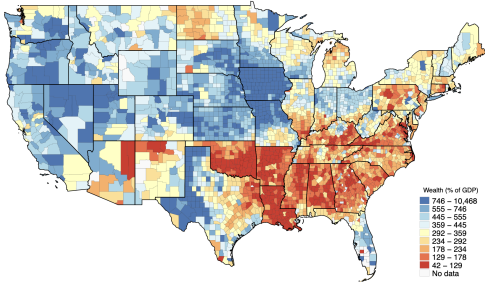 Wealth (% of GDP)
746 − 10,468
555 − 746
445 − 555
359 − 445
292 − 359
234 − 292
178 − 234
129 − 178
42 − 129
No data